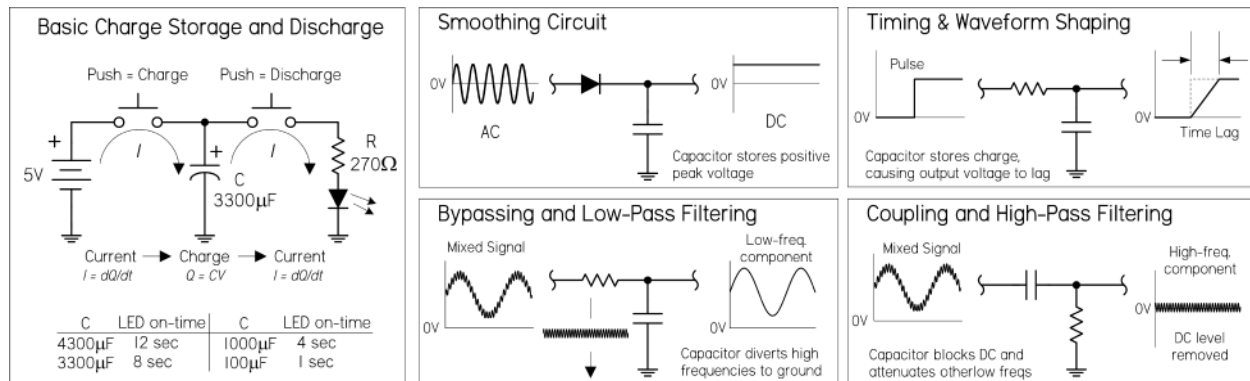 Basic Charge Storage and Discharge
Push = Charge
Push = Discharge
I
I
+
5V
+
C
3300μF
R
270Ω
Current
Charge
Current
I = dQ/dt
Q = CV
I = dQ/dt
C LED on-time C LED on-time
4300μF 12 sec 1000μF 4 sec
3300μF 8 sec 100μF 1 sec
Smoothing Circuit
0V
AC
0V
DC
Capacitor stores positive
peak voltage
Timing & Waveform Shaping
Pulse
0V
0V
Time Lag
Capacitor stores charge,
causing output voltage to lag
Bypassing and Low-Pass Filtering
Mixed Signal
0V
Low-freq.
component
0V
Capacitor diverts high
frequencies to ground
Coupling and High-Pass Filtering
Mixed Signal
0V
High-freq.
component
0V
DC level
removed
Capacitor blocks DC and
attenuates otherlow freqs